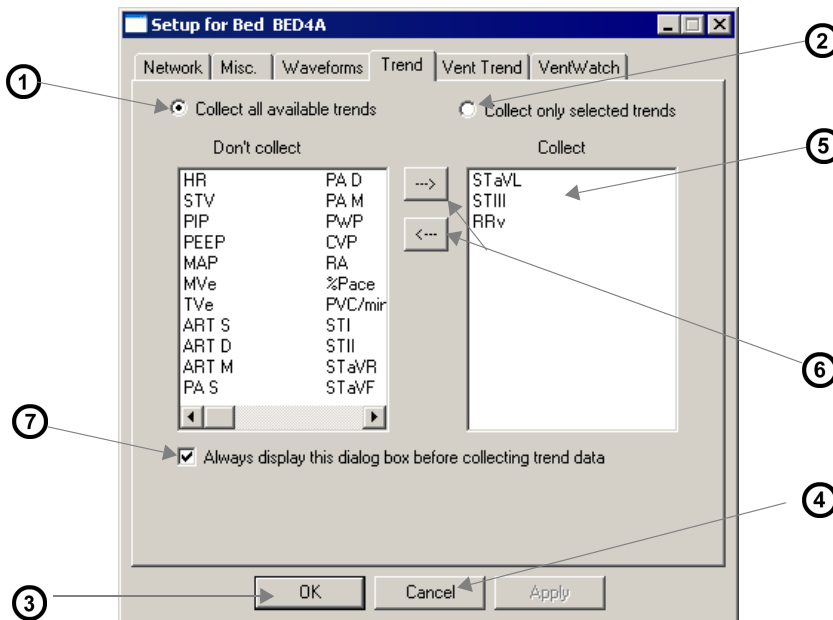 Setup for Bed BED4A
Network Misc. Waveforms Trend Vent Trend VentWatch
1
2
Collect all available trends
Collect only selected trends
Don't collect
Collect
5
HR PA D
STV PA M
PIP PWP
PEEP CVP
MAP RA
MVe %Pace
TVe PVC/min
ART S STI
ART D STII
ART M STaVR
PA S STaVF
--->
<---
STaVL
STIII
RRv
6
7
Always display this dialog box before collecting trend data
4
3
OK Cancel Apply